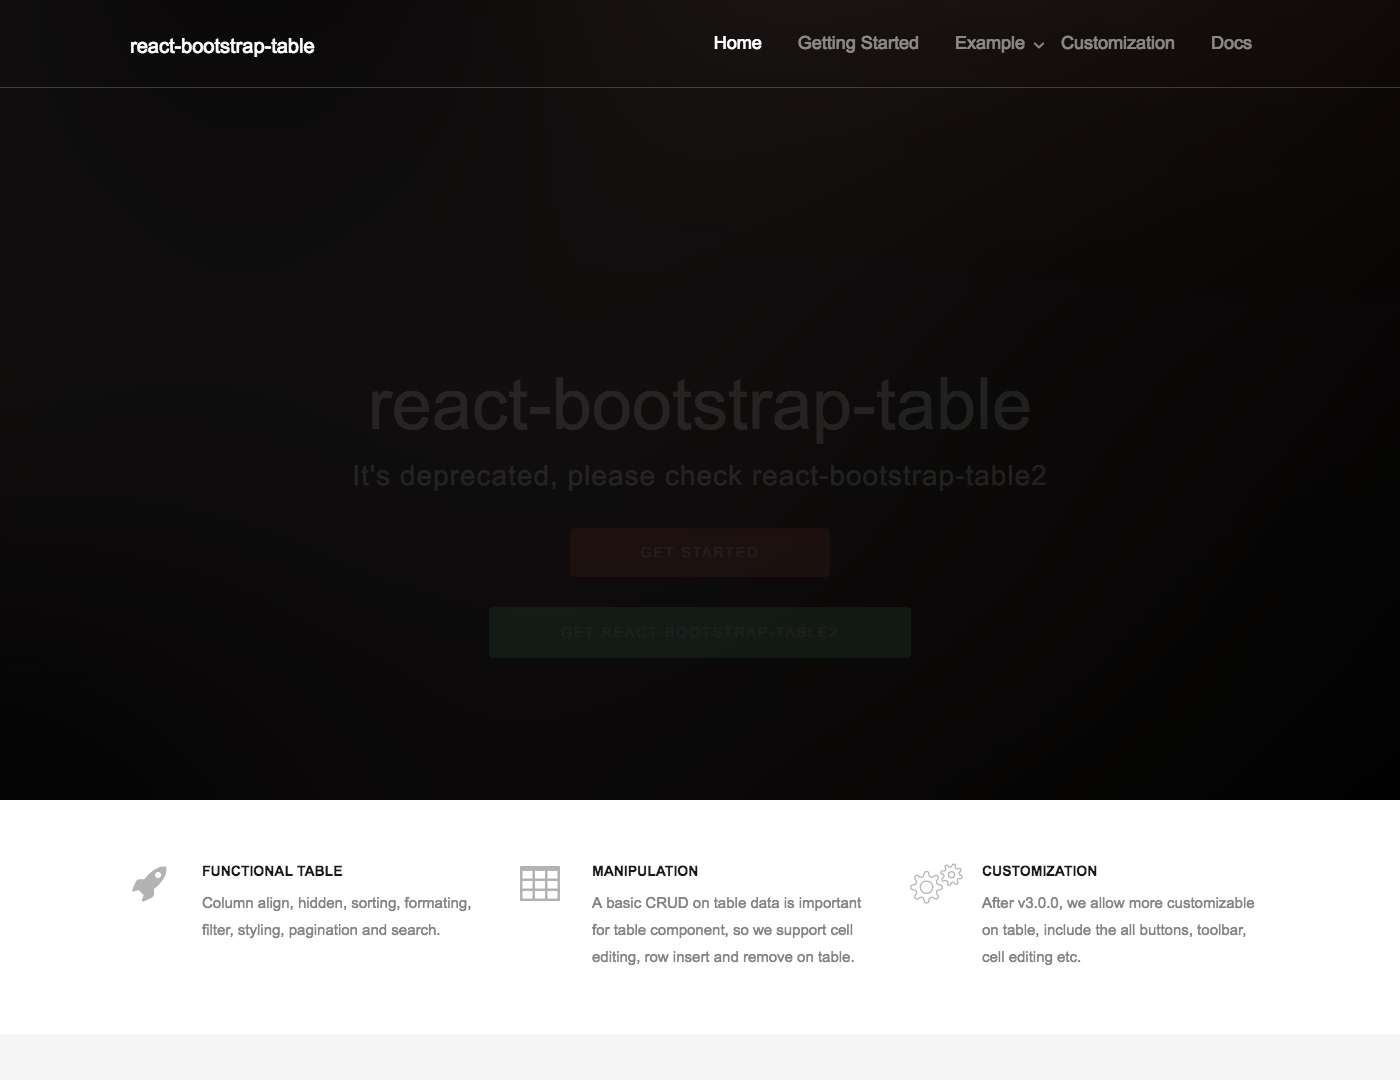 react-bootstrap-table
Home Getting Started Example Customization Docs
react-bootstrap-table
It's deprecated, please check react-bootstrap-table2
GET STARTED
GET REACT-BOOTSTRAP-TABLE2
FUNCTIONAL TABLE
Column align, hidden, sorting, formating,
filter, styling, pagination and search.
MANIPULATION
A basic CRUD on table data is important
for table component, so we support cell
editing, row insert and remove on table.
CUSTOMIZATION
After v3.0.0, we allow more customizable
on table, include the all buttons, toolbar,
cell editing etc.